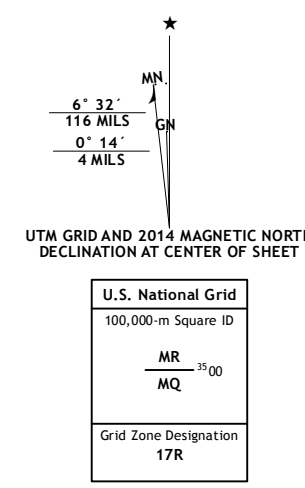 ★
MN.
6° 32´
116 MILS
GN
0° 14´
4 MILS
UTM GRID AND 2014 MAGNETIC NORTH
DECLINATION AT CENTER OF SHEET
U.S. National Grid
100,000-m Square ID
MR
3500
MQ
Grid Zone Designation
17R